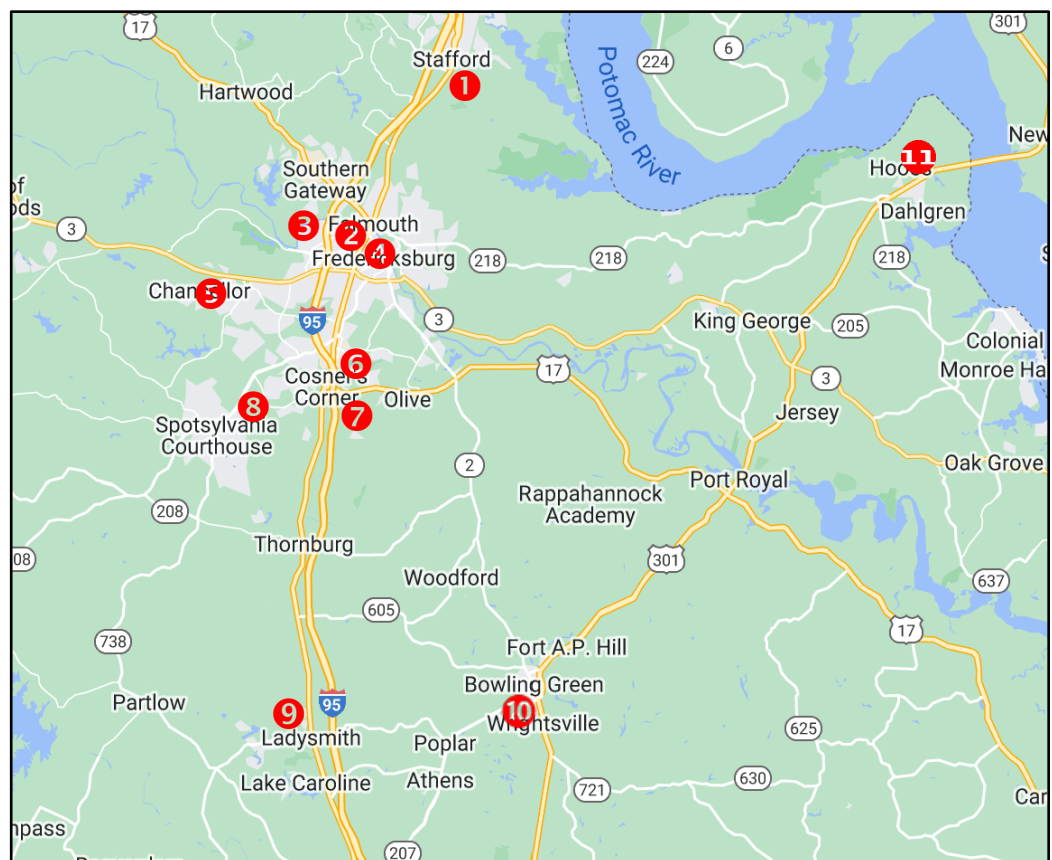 17
301
Stafford
1
224
6
Potomac River
Hartwood
New
11
Southern
Gateway
of
ods
3
3
Falmouth
2
Dahlgren
4
Fredericksburg
218
218
218
3
5
95
King George
205
Colonial
Monroe Ha
6
Cosner's
Corner
17
3
Olive
8
7
Jersey
Spotsylvania
Courthouse
2
Oak Grove
Port Royal
Rappahannock
Academy
208
Thornburg
301
08
Woodford
637
605
17
738
Fort A.P. Hill
Bowling Green
Partlow
95
9
10
Wrightsville
625
Ladysmith
Poplar
Lake Caroline
Athens
630
721
Car
npass
207